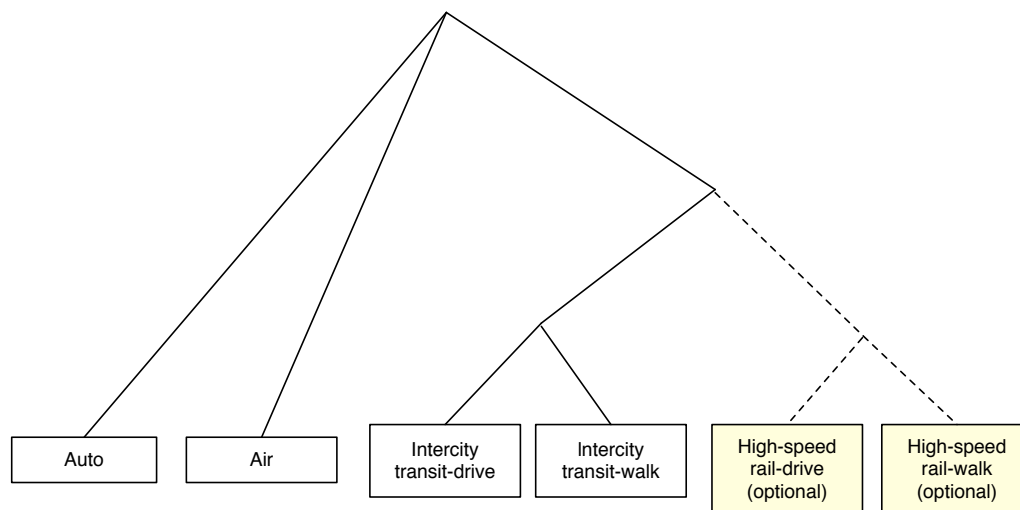 Auto
Air
Intercity
transit-drive
Intercity
transit-walk
High-speed
rail-drive
(optional)
High-speed
rail-walk
(optional)